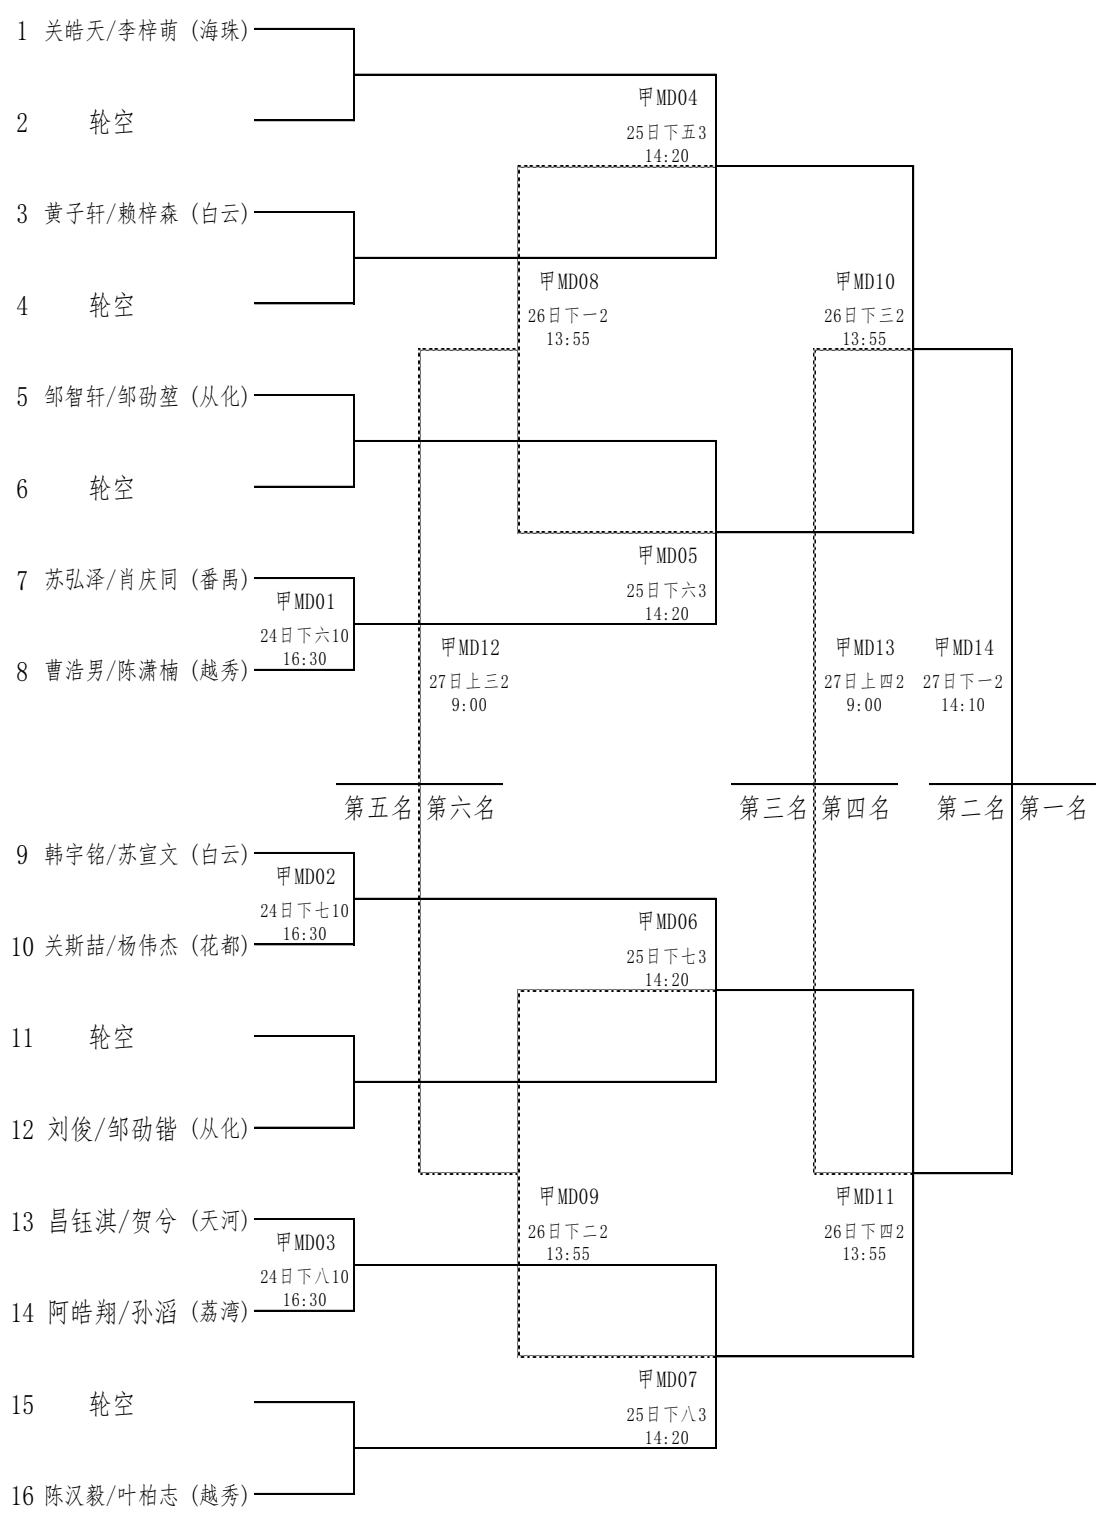 1 关皓天/李梓萌 (海珠)
甲MD04
2 轮空
25日下五3
14:20
3 黄子轩/赖梓森 (白云)
甲MD08
甲MD10
4 轮空
26日下一2
26日下三2
13:55
13:55
5 邹智轩/邹劭堃 (从化)
6 轮空
甲MD05
7 苏弘泽/肖庆同 (番禺)
25日下六3
甲MD01
14:20
24日下六10
16:30
8 曹浩男/陈潇楠 (越秀)
甲MD12
甲MD13
甲MD14
27日上三2
27日上四2
27日下一2
9:00
9:00
14:10
第五名 第六名
第三名 第四名
第二名 第一名
9 韩宇铭/苏宣文 (白云)
甲MD02
24日下七10
16:30
甲MD06
10 关斯喆/杨伟杰 (花都)
25日下七3
14:20
11 轮空
12 刘俊/邹劭锴 (从化)
甲MD09
甲MD11
13 昌钰淇/贺兮 (天河)
26日下二2
26日下四2
甲MD03
13:55
13:55
24日下八10
16:30
14 阿皓翔/孙滔 (荔湾)
甲MD07
15 轮空
25日下八3
14:20
16 陈汉毅/叶柏志 (越秀)